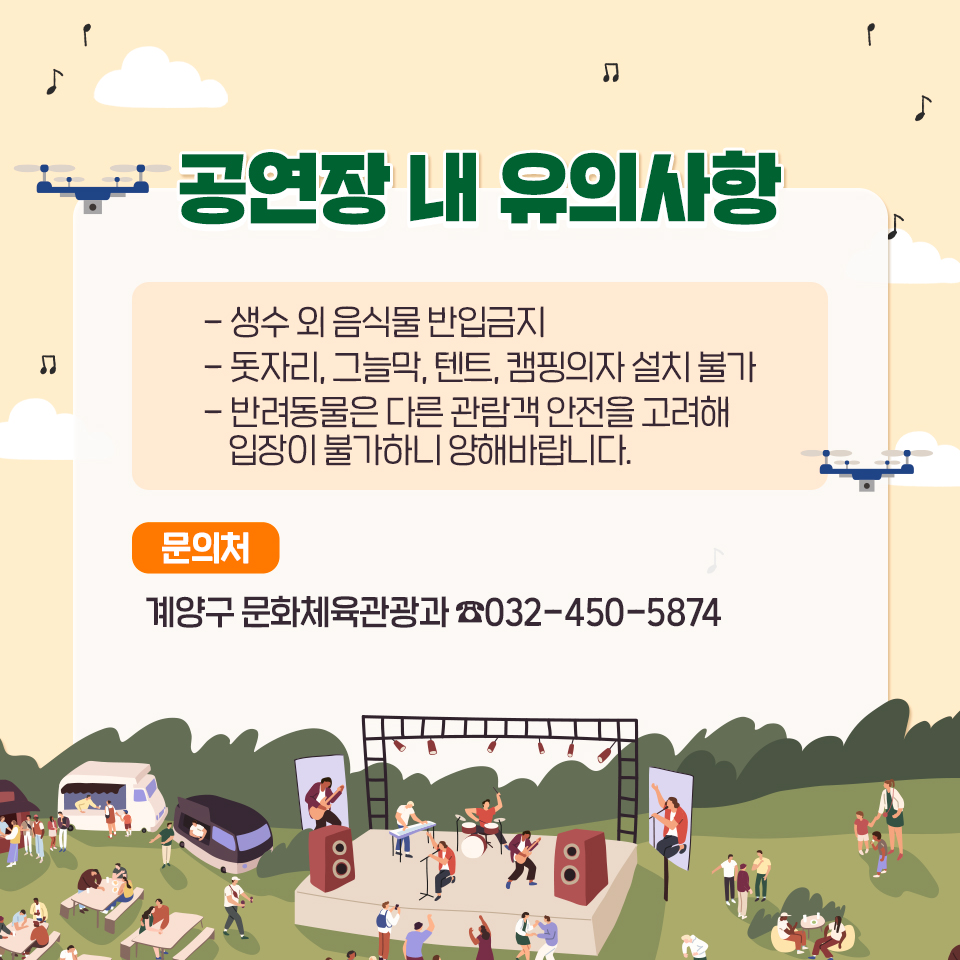 공연장 내 유의사항
- 생수 외 음식물 반입금지
- 돗자리, 그늘막, 텐트, 캠핑의자 설치 불가
- 반려동물은 다른 관람객 안전을 고려해
입장이 불가하니 양해바랍니다.
문의처
계양구 문화체육관광과 ☎032-450-5874